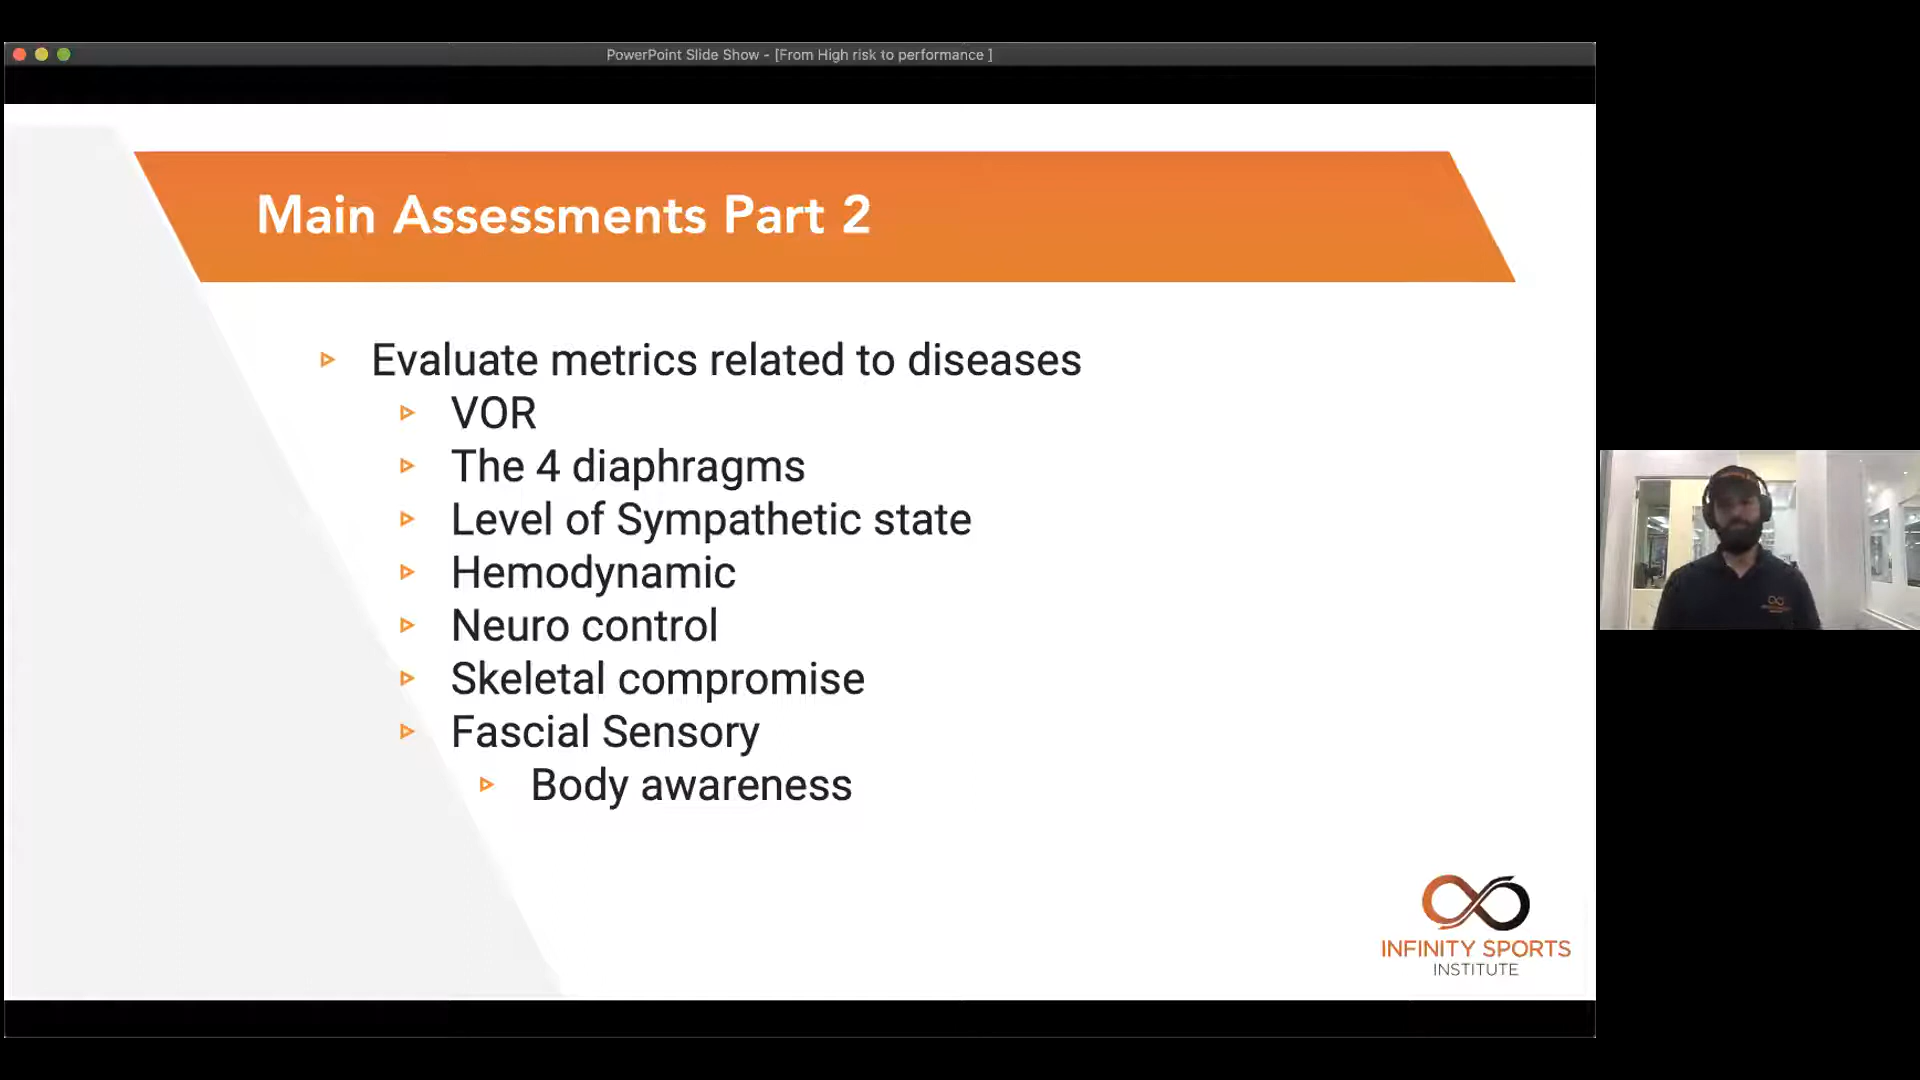 PowerPoint Slide Show - [From High risk to performance ]
Main Assessments Part 2
Evaluate metrics related to diseases
VOR
The 4 diaphragms
Level of Sympathetic state
Hemodynamic
Neuro control
Skeletal compromise
Fascial Sensory
Body awareness
INFINITY SPORTS
INSTITUTE